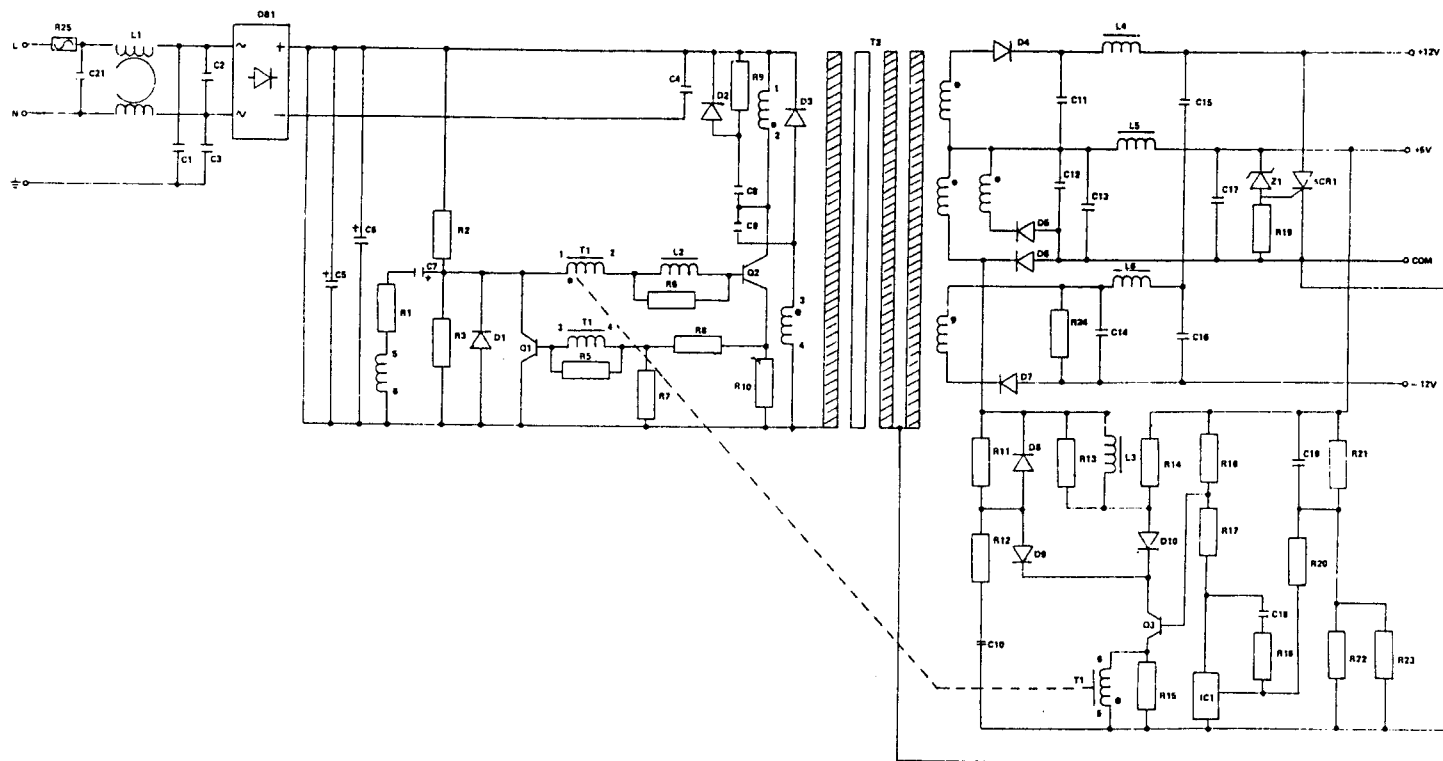 R25
L1
DB1
L
C21
C2
N
C1
C3
~
~
+
−
C5
C6
R2
C7
R1
5
6
R3
D1
Q1
1
T1
2
L2
R6
3
T1
4
R5
R8
R7
R10
Q2
C4
D2
R9
1
2
D3
C8
C9
3
4
T2
D4
L4
+12V
C11
C15
L5
+5V
C12
C13
C17
Z1
SCR1
R19
D5
D6
COM
L6
R24
C14
C16
D7
−12V
R11
D8
R13
L3
R14
R16
C19
R21
R12
D9
D10
R17
R20
C10
Q3
C18
R18
T1
6
5
R15
IC1
R22
R23